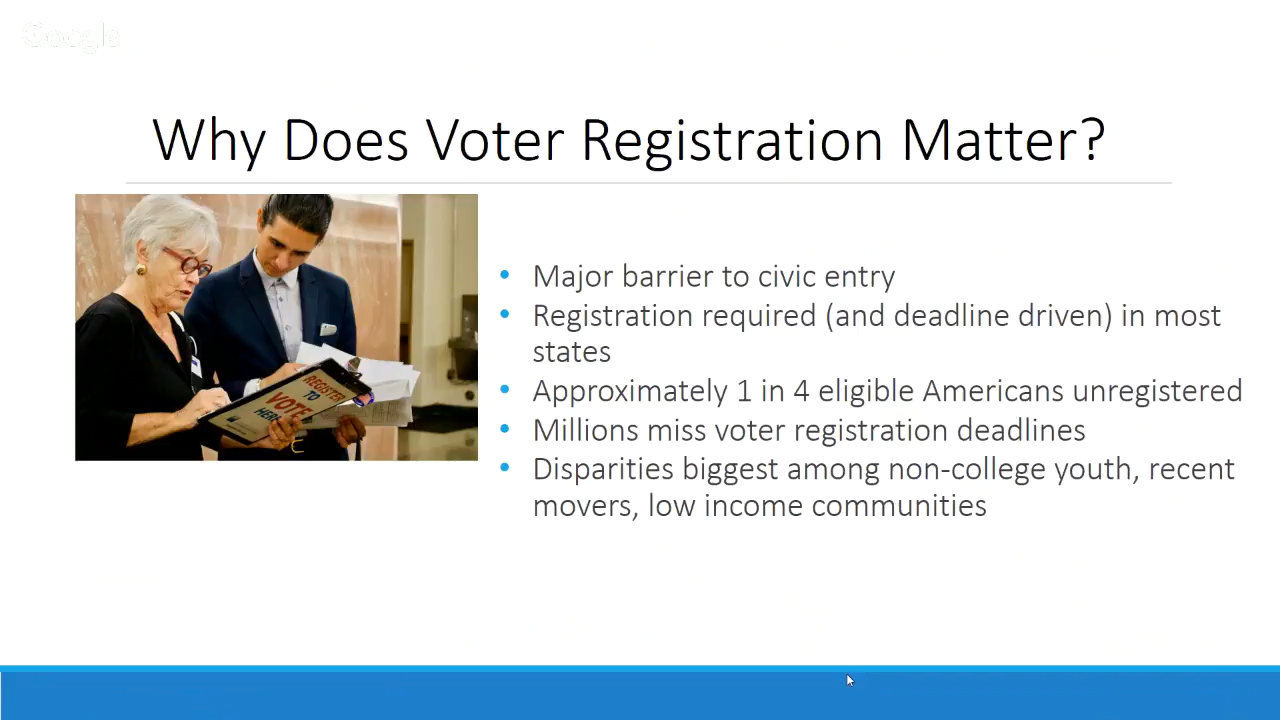 Google
Why Does Voter Registration Matter?
REGISTER
TO
VOTE
HERE
• Major barrier to civic entry
• Registration required (and deadline driven) in most
states
• Approximately 1 in 4 eligible Americans unregistered
• Millions miss voter registration deadlines
• Disparities biggest among non-college youth, recent
movers, low income communities